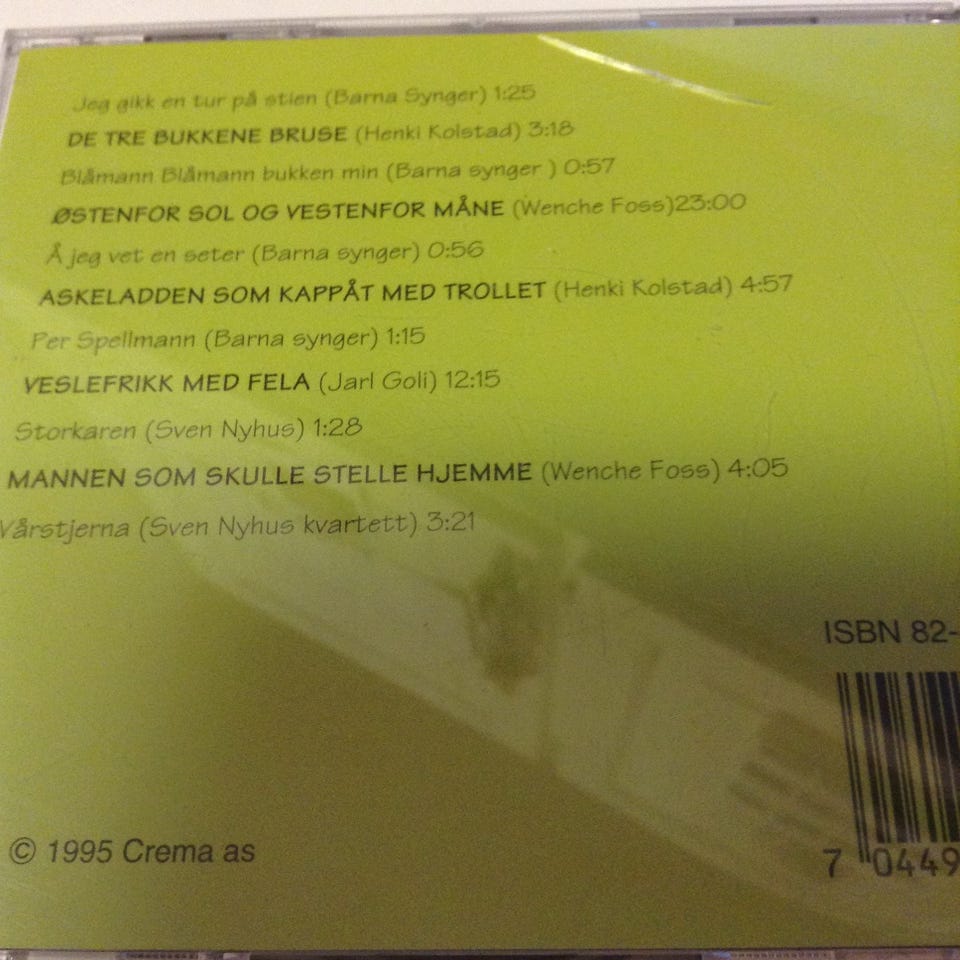 Jeg gikk en tur på stien (Barna Synger) 1:25
DE TRE BUKKENE BRUSE (Henki Kolstad) 3:18
Blåmann Blåmann bukken min (Barna synger ) 0:57
ØSTENFOR SOL OG VESTENFOR MÅNE (Wenche Foss)23:00
Å jeg vet en seter (Barna synger) 0:56
ASKELADDEN SOM KAPPÅT MED TROLLET (Henki Kolstad) 4:57
Per Spellmann (Barna synger) 1:15
VESLEFRIKK MED FELA (Jarl Goli) 12:15
Storkaren (Sven Nyhus) 1:28
MANNEN SOM SKULLE STELLE HJEMME (Wenche Foss) 4:05
Vårstjerna (Sven Nyhus kvartett) 3:21
ISBN 82-
7 0449
© 1995 Crema as